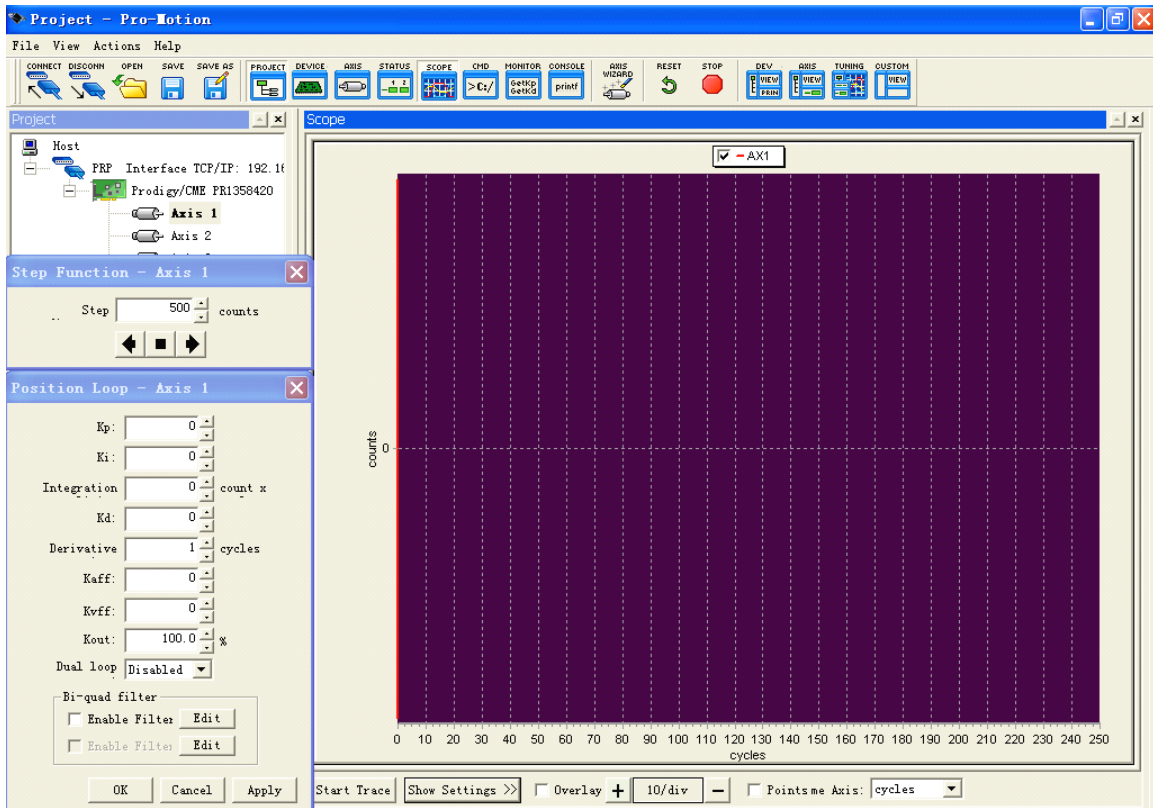 Project - Pro-Motion
File View Actions Help
CONNECT DISCONN OPEN SAVE SAVE AS PROJECT DEVICE AXIS STATUS SCOPE CMD MONITOR CONSOLE AXIS WIZARD RESET STOP DEV AXIS TUNING CUSTOM
1 2 >C:/ GetKp GetKd printf VIEW PRIN VIEW VIEW
Project
Scope
Host
PRP Interface TCP/IP: 192.16
Prodigy/CME PR1358420
Axis 1
Axis 2
AX1
Step Function - Axis 1
Step 500 counts
Position Loop - Axis 1
Kp: 0
Ki: 0
Integration 0 count x
Kd: 0
Derivative 1 cycles
Kaff: 0
Kvff: 0
Kout: 100.0 %
Dual loop Disabled
Bi-quad filter
Enable Filter Edit
Enable Filter Edit
OK Cancel Apply
counts
0
0 10 20 30 40 50 60 70 80 90 100 110 120 130 140 150 160 170 180 190 200 210 220 230 240 250
cycles
Start Trace Show Settings >> Overlay + 10/div - Points me Axis: cycles